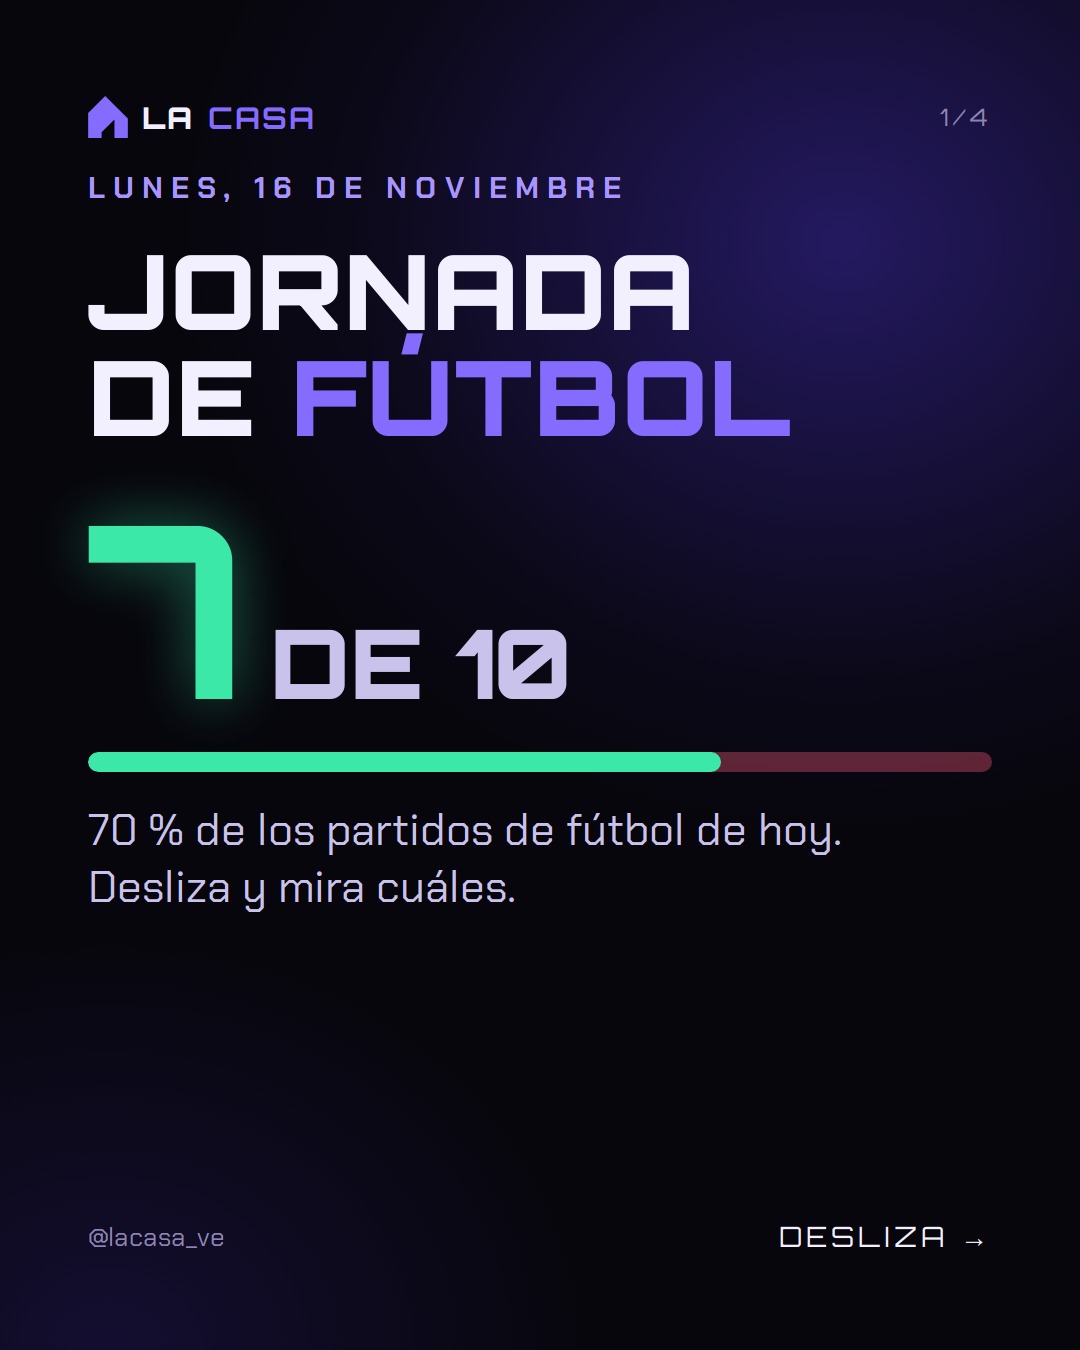 LA CASA
1/4
LUNES, 16 DE NOVIEMBRE
JORNADA
DE FÚTBOL
7 DE 10
70 % de los partidos de fútbol de hoy.
Desliza y mira cuáles.
@lacasa_ve
DESLIZA →